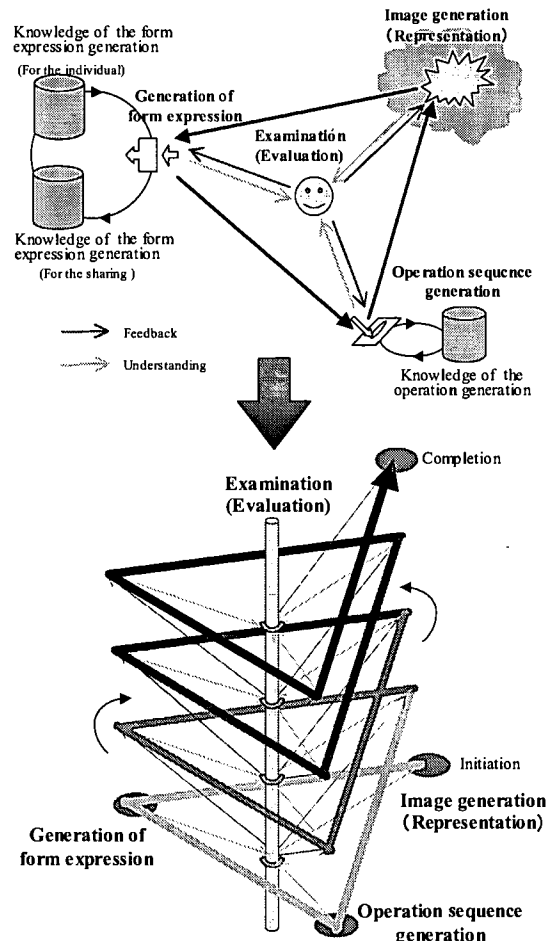 Knowledge of the form
expression generation
(For the individual)
Image generation
(Representation)
Generation of
form expression
Examination
(Evaluation)
Knowledge of the form
expression generation
(For the sharing )
Operation sequence
generation
Feedback
Understanding
Knowledge of the
operation generation
Completion
Examination
(Evaluation)
Initiation
Image generation
(Representation)
Generation of
form expression
Operation sequence
generation